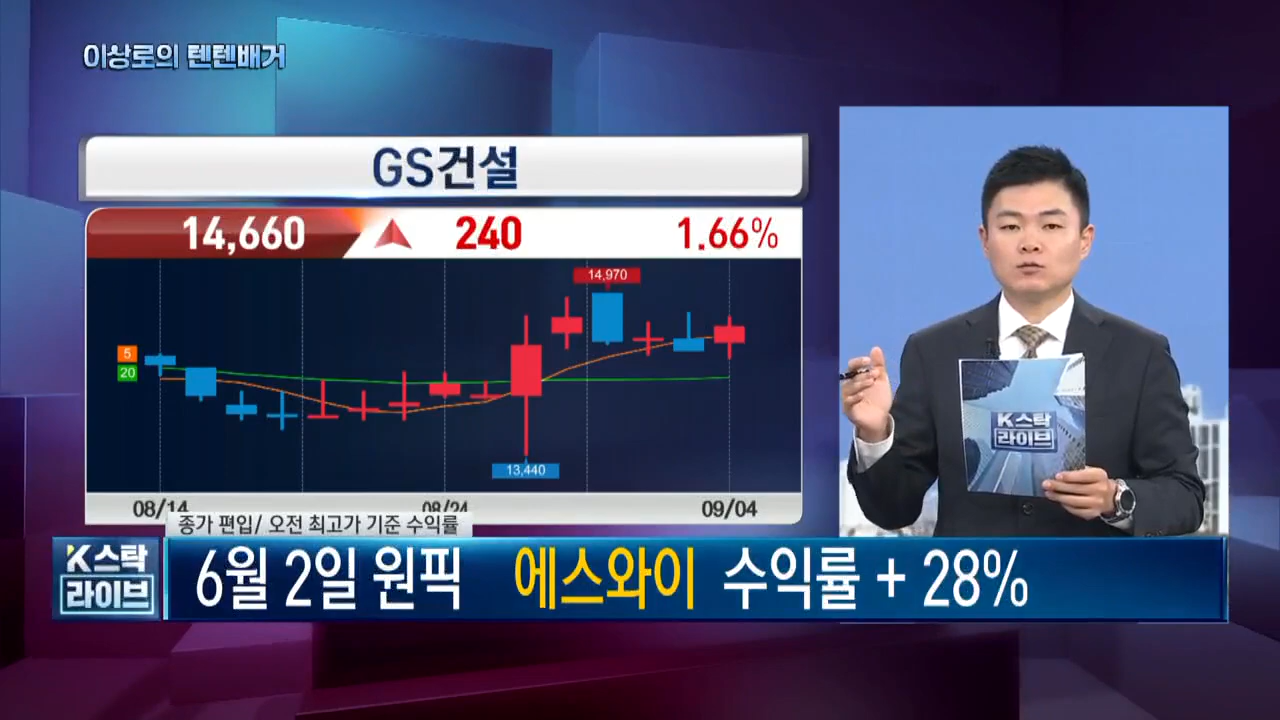 이상로의 텐텐배거
GS건설
14,660 ▲ 240 1.66%
14,970
5
20
13,440
08/14 08/24 09/04
K스탁
라이브
종가 편입/ 오전 최고가 기준 수익률
K스탁
라이브
6월 2일 원픽 에스와이 수익률 + 28%